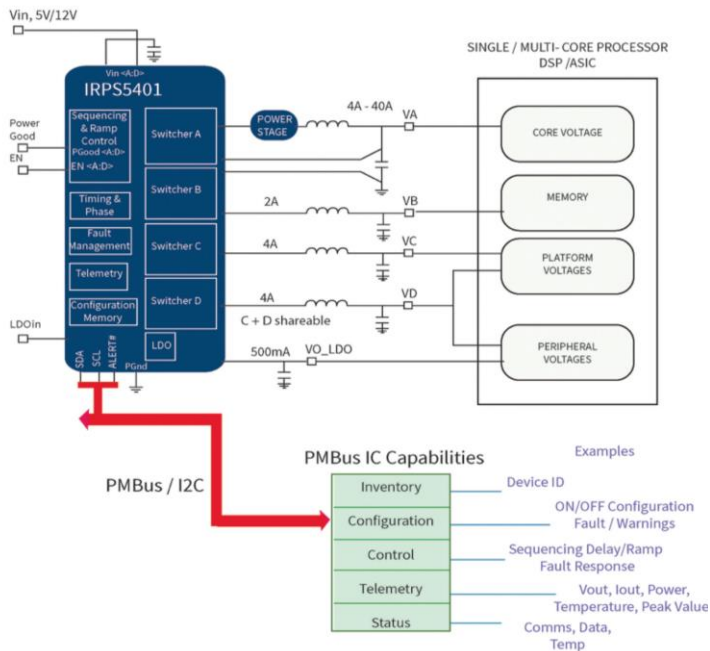 Vin, 5V/12V
Vin <A:D>
IRPS5401
Power
Good
EN
LDOin
Sequencing
& Ramp
Control
PGood <A:D>
EN <A:D>
Timing &
Phase
Fault
Management
Telemetry
Configuration
Memory
Switcher A
Switcher B
Switcher C
Switcher D
LDO
SDA
SCL
ALERT#
PGnd
POWER
STAGE
4A - 40A
VA
2A
VB
4A
VC
4A
VD
C + D shareable
500mA
VO_LDO
SINGLE / MULTI- CORE PROCESSOR
DSP /ASIC
CORE VOLTAGE
MEMORY
PLATFORM
VOLTAGES
PERIPHERAL
VOLTAGES
PMBus / I2C
PMBus IC Capabilities
Examples
Inventory
Device ID
Configuration
ON/OFF Configuration
Fault / Warnings
Control
Sequencing Delay/Ramp
Fault Response
Telemetry
Vout, Iout, Power,
Temperature, Peak Value
Status
Comms, Data,
Temp